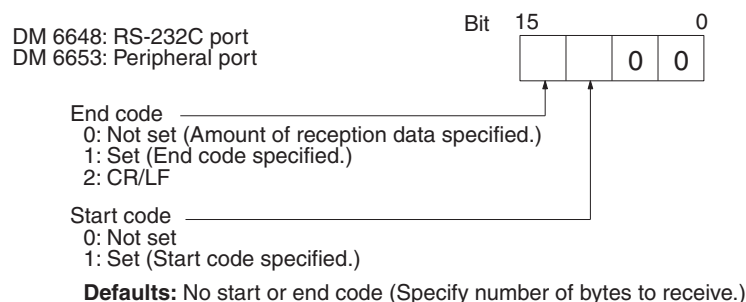 Bit 15 0
DM 6648: RS-232C port
DM 6653: Peripheral port
0 0
End code
0: Not set (Amount of reception data specified.)
1: Set (End code specified.)
2: CR/LF
Start code
0: Not set
1: Set (Start code specified.)
Defaults: No start or end code (Specify number of bytes to receive.)